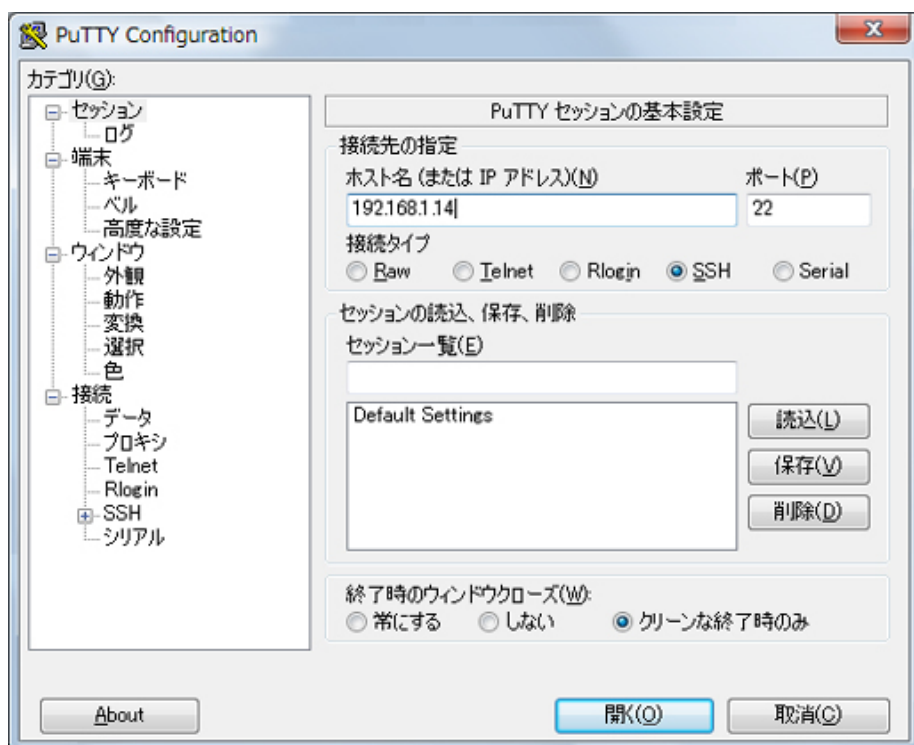 PuTTY Configuration
カテゴリ(G):
セッション
ログ
端末
キーボード
ベル
高度な設定
ウィンドウ
外観
動作
変換
選択
色
接続
データ
プロキシ
Telnet
Rlogin
SSH
シリアル
PuTTY セッションの基本設定
接続先の指定
ホスト名 (または IP アドレス)(N) ポート(P)
192.168.1.14 22
接続タイプ
Raw Telnet Rlogin SSH Serial
セッションの読込、保存、削除
セッション一覧(E)
Default Settings
読込(L)
保存(V)
削除(D)
終了時のウィンドウクローズ(W):
常にする しない クリーンな終了時のみ
About 開く(O) 取消(C)